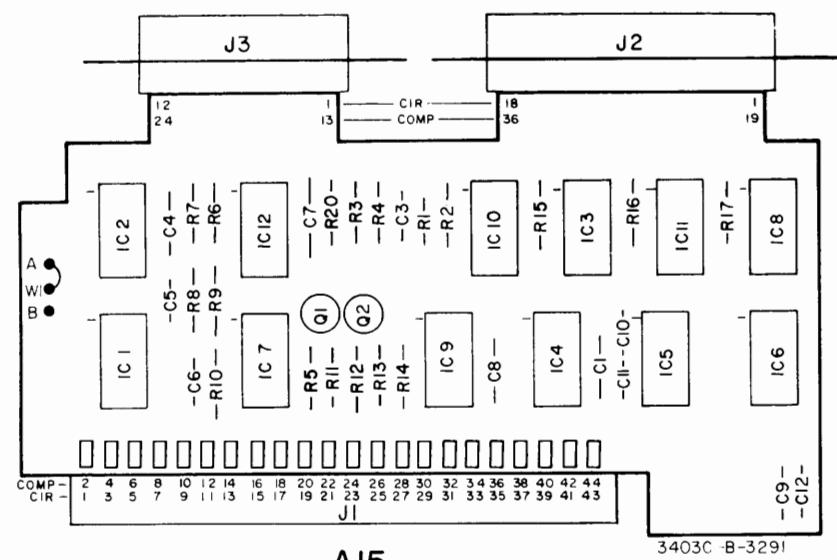 J3
J2
12 1 — CIR — 18 1
24 13 — COMP — 36 19
IC2 C4 R7 R6 IC12 C7 R20 R3 R4 C3 R1 R2 IC10 R15 IC3 R16 IC11 R17 IC8
A
W1
B
C5 R8 R9 Q1 Q2
IC1 C6 R10 IC7 R5 R11 R12 R13 R14 IC9 C8 IC4 C1 C11 C10 IC5 IC6
COMP – 2 4 6 8 10 12 14 16 18 20 22 24 26 28 30 32 34 36 38 40 42 44
CIR – 1 3 5 7 9 11 13 15 17 19 21 23 25 27 29 31 33 35 37 39 41 43
C9 C12
J1
3403C-B-3291
A15